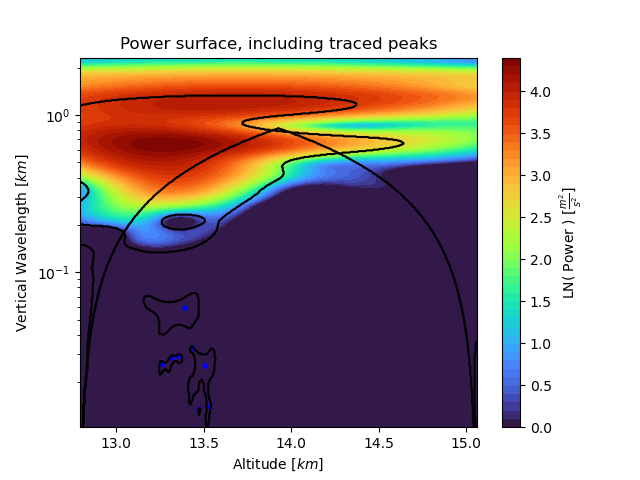 Power surface, including traced peaks
Vertical Wavelength [km]
10⁰
10⁻¹
13.0 13.5 14.0 14.5 15.0
Altitude [km]
4.0
3.5
3.0
2.5
2.0
1.5
1.0
0.5
0.0
LN( Power ) [m²/s²]